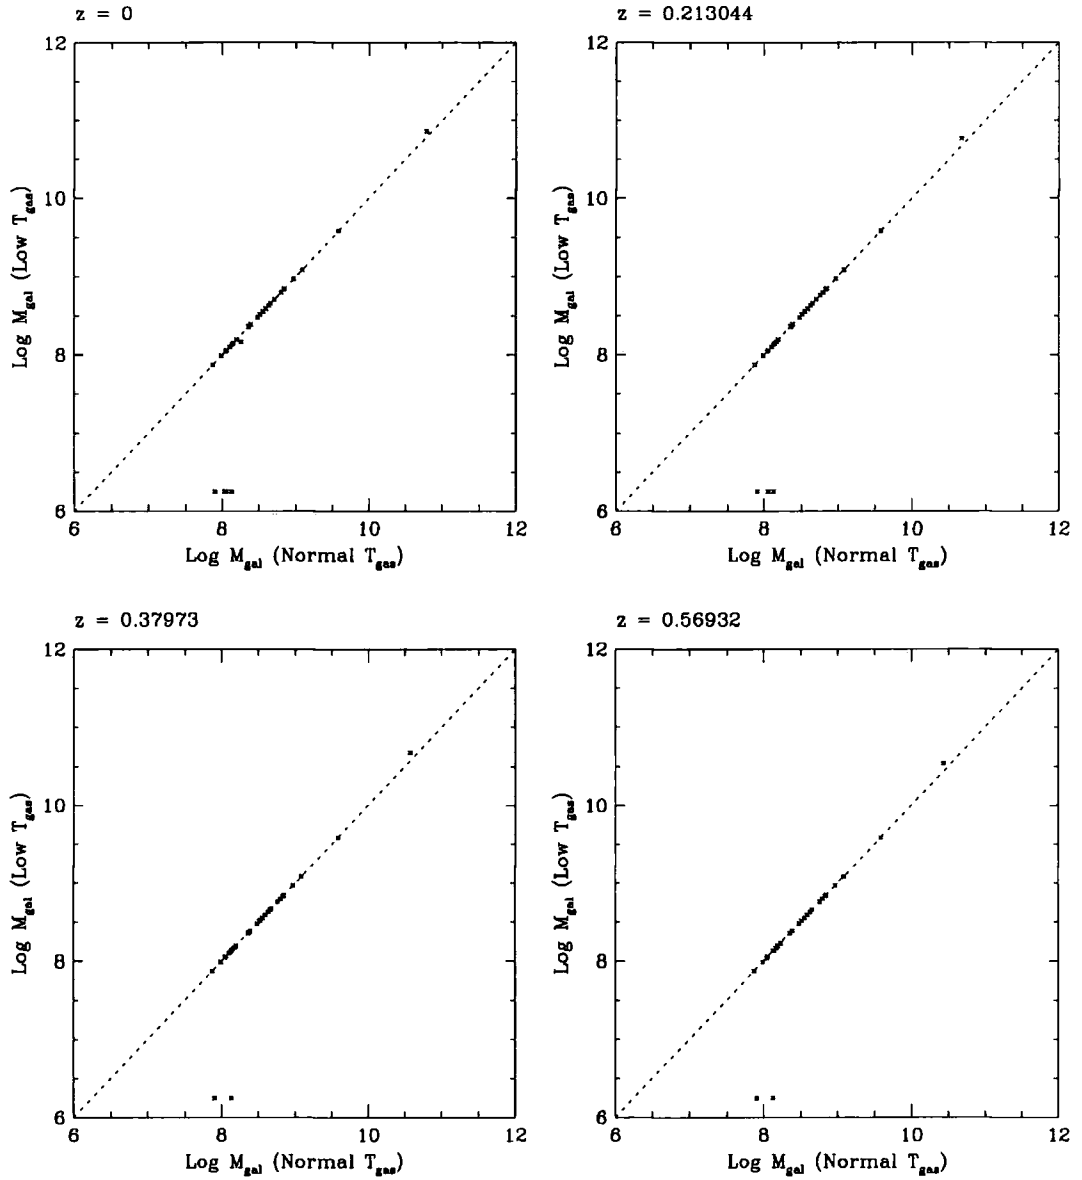 z = 0
z = 0.213044
12
10
8
6
Log M_gal (Low T_gas)
6 8 10 12
Log M_gal (Normal T_gas)
12
10
8
6
Log M_gal (Low T_gas)
6 8 10 12
Log M_gal (Normal T_gas)
z = 0.37973
z = 0.56932
12
10
8
6
Log M_gal (Low T_gas)
6 8 10 12
Log M_gal (Normal T_gas)
12
10
8
6
Log M_gal (Low T_gas)
6 8 10 12
Log M_gal (Normal T_gas)